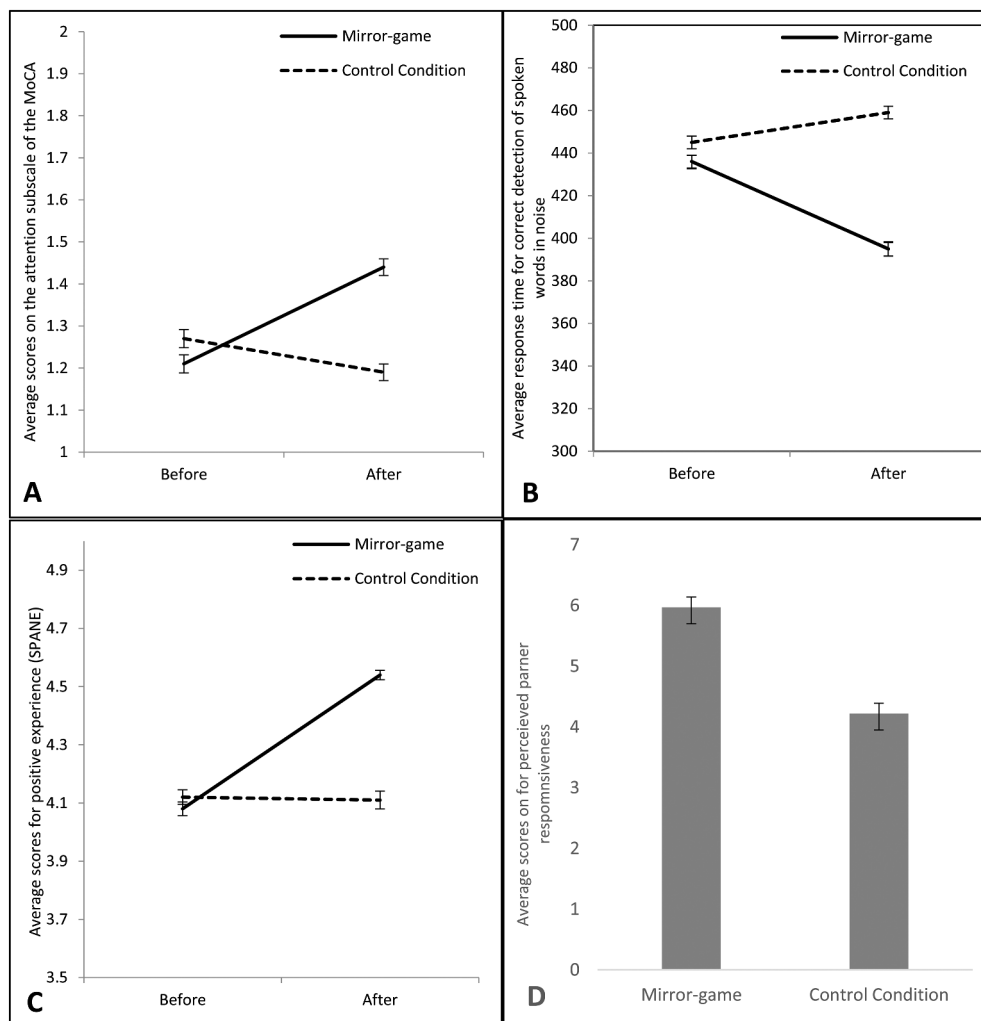 Average scores on the attention subscale of the MoCA
2
1.9
1.8
1.7
1.6
1.5
1.4
1.3
1.2
1.1
1
Mirror-game
Control Condition
Before
After
A
Average response time for correct detection of spoken
words in noise
500
480
460
440
420
400
380
360
340
320
300
Mirror-game
Control Condition
Before
After
B
Average scores for positive experience (SPANE)
4.9
4.7
4.5
4.3
4.1
3.9
3.7
3.5
Mirror-game
Control Condition
Before
After
C
Average scores on for perceieved parner
respomnsiveness
7
6
5
4
3
2
1
0
Mirror-game
Control Condition
D